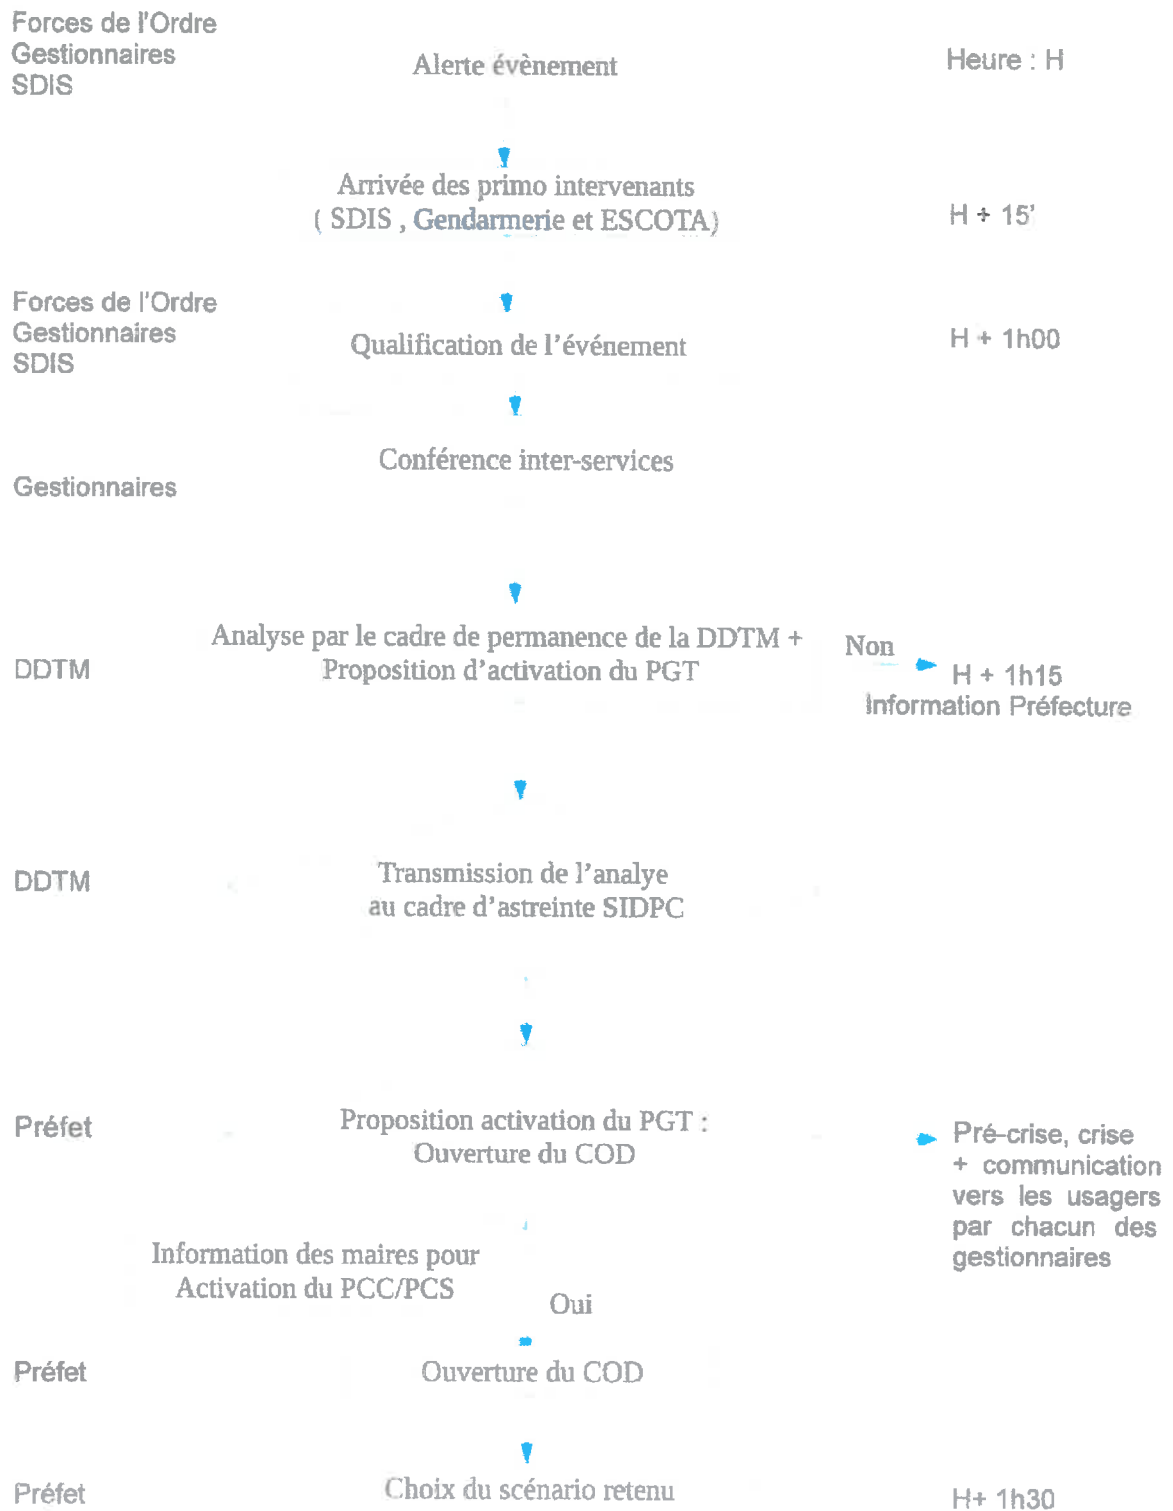 Forces de l'Ordre
Gestionnaires
SDIS
Alerte évènement
Heure : H
Arrivée des primo intervenants
( SDIS , Gendarmerie et ESCOTA)
H + 15'
Forces de l'Ordre
Gestionnaires
SDIS
Qualification de l'événement
H + 1h00
Conférence inter-services
Gestionnaires
Analyse par le cadre de permanence de la DDTM +
Proposition d'activation du PGT
DDTM
Non
H + 1h15
Information Préfecture
DDTM
Transmission de l'analye
au cadre d'astreinte SIDPC
Préfet
Proposition activation du PGT :
Ouverture du COD
Pré-crise, crise
+ communication
vers les usagers
par chacun des
gestionnaires
Information des maires pour
Activation du PCC/PCS
Oui
Préfet
Ouverture du COD
Préfet
Choix du scénario retenu
H+ 1h30